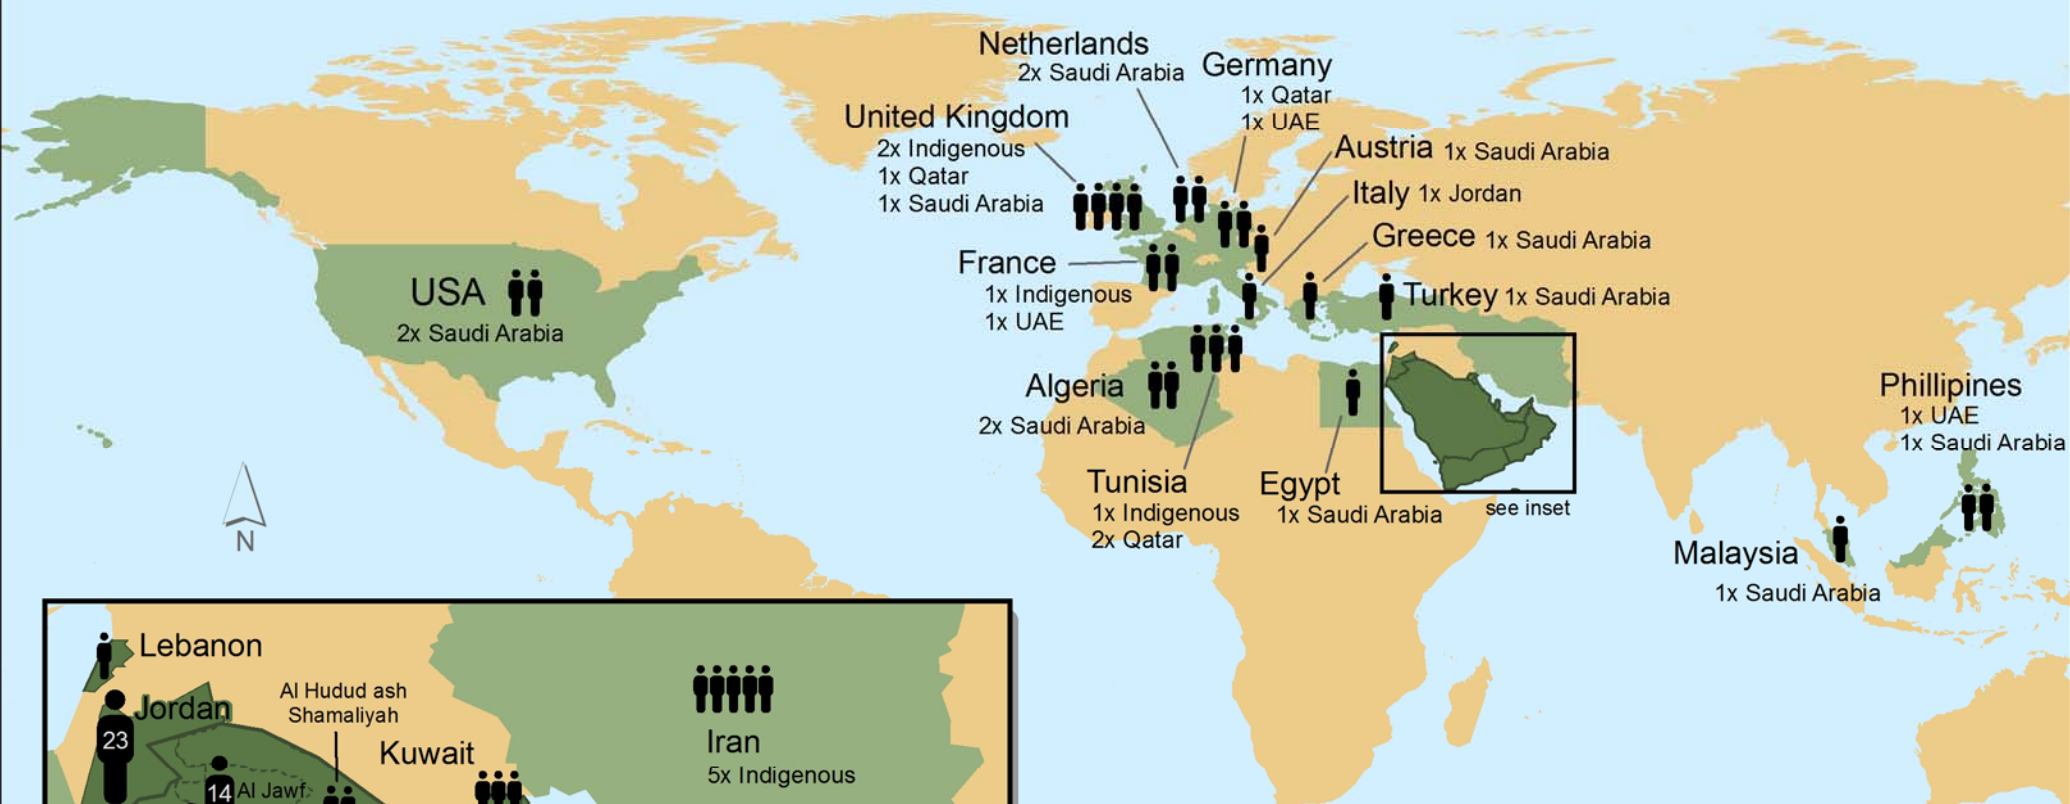 Netherlands
2x Saudi Arabia
Germany
1x Qatar
1x UAE
United Kingdom
2x Indigenous
1x Qatar
1x Saudi Arabia
Austria 1x Saudi Arabia
Italy 1x Jordan
Greece 1x Saudi Arabia
France
1x Indigenous
1x UAE
USA
2x Saudi Arabia
Turkey 1x Saudi Arabia
Algeria
2x Saudi Arabia
Phillipines
1x UAE
1x Saudi Arabia
Tunisia
1x Indigenous
2x Qatar
Egypt
1x Saudi Arabia
see inset
N
Malaysia
1x Saudi Arabia
Lebanon
Jordan
23
Al Hudud ash
Shamaliyah
Kuwait
Iran
5x Indigenous
14 Al Jawf